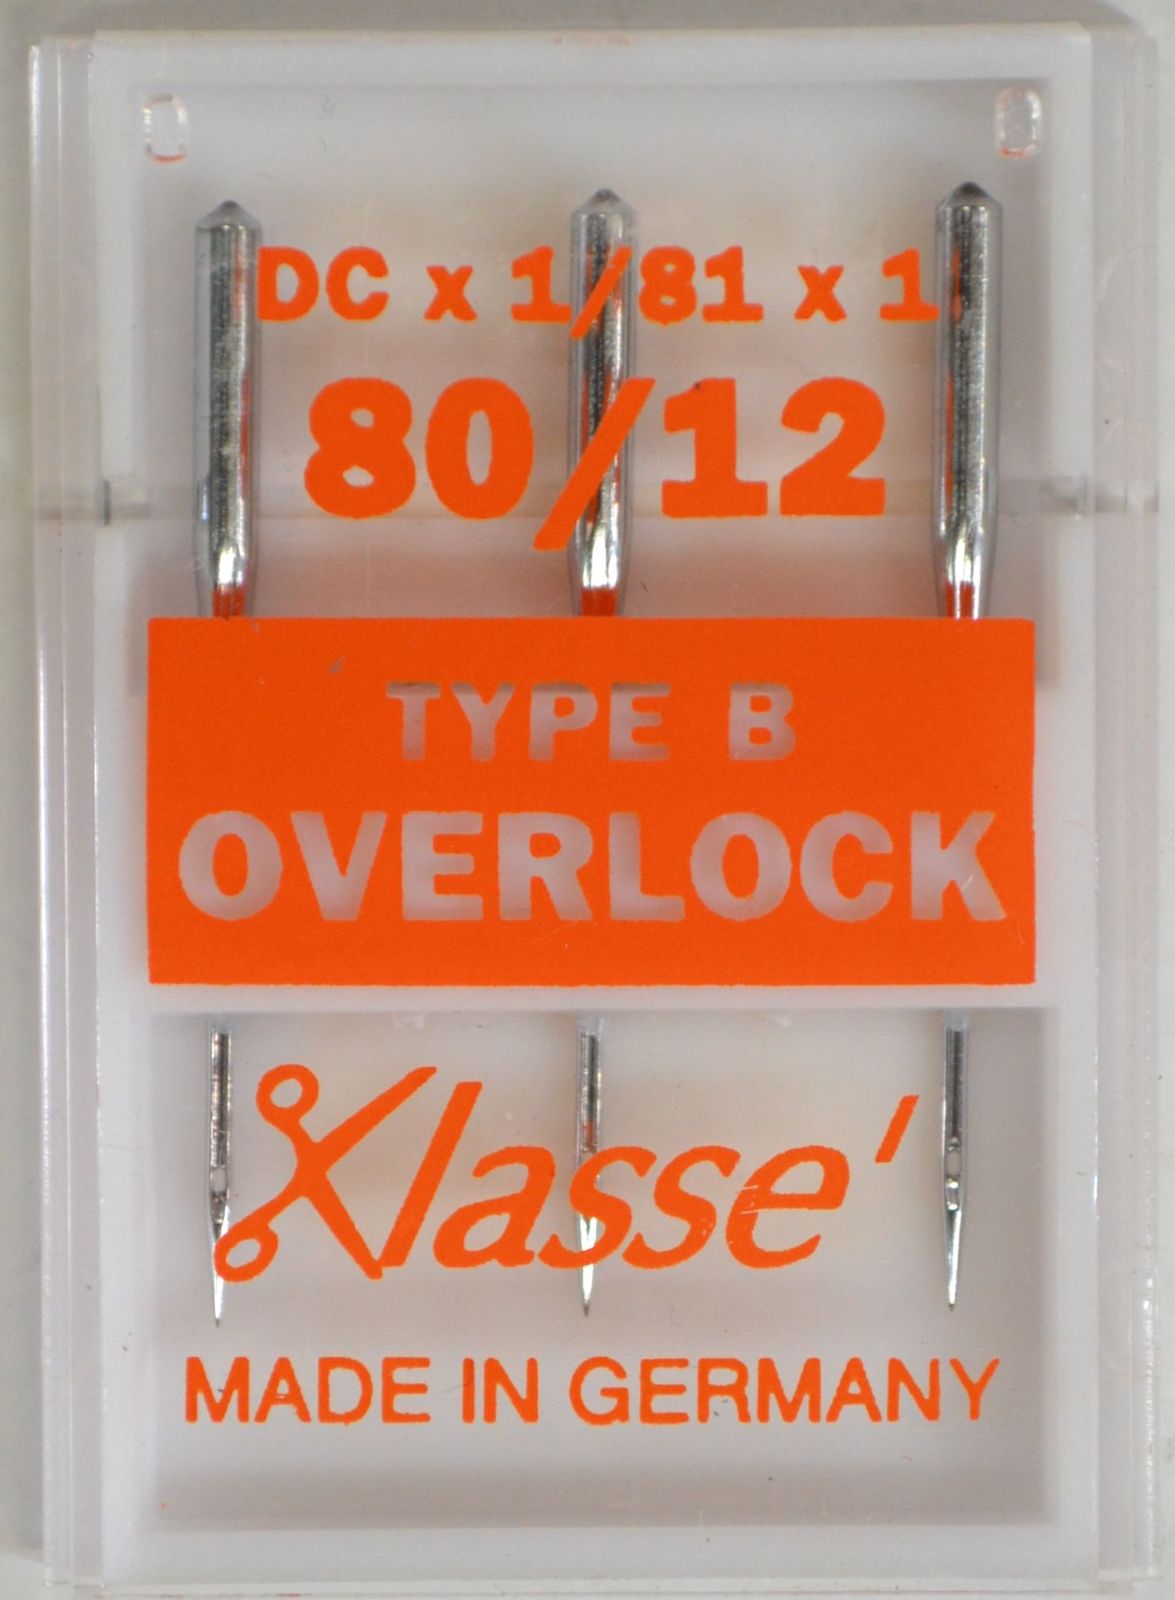 DC x 1/81 x 1
80/12
TYPE B
OVERLOCK
Klasse'
MADE IN GERMANY